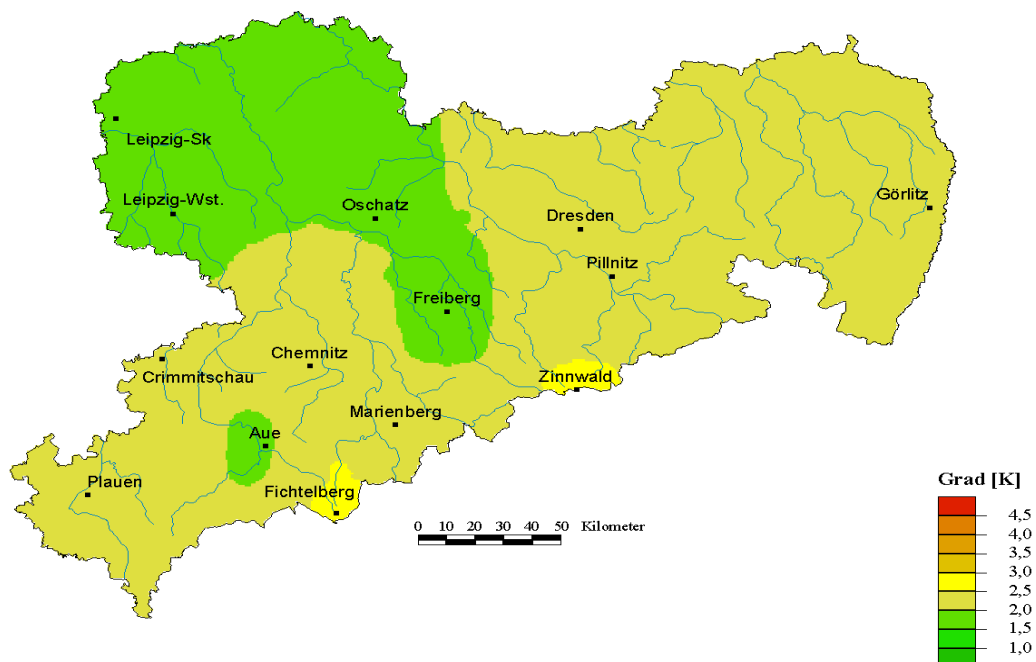 Leipzig-Sk
Leipzig-Wst.
Oschatz
Dresden
Görlitz
Pillnitz
Freiberg
Chemnitz
Crimmitschau
Zinnwald
Marienberg
Aue
Plauen
Fichtelberg
0 10 20 30 40 50 Kilometer
Grad [K]
4,5
4,0
3,5
3,0
2,5
2,0
1,5
1,0